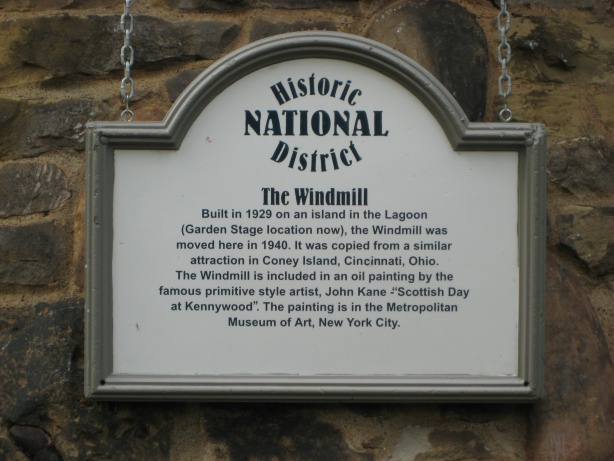 Historic
NATIONAL
District
The Windmill
Built in 1929 on an island in the Lagoon
(Garden Stage location now), the Windmill was
moved here in 1940. It was copied from a similar
attraction in Coney Island, Cincinnati, Ohio.
The Windmill is included in an oil painting by the
famous primitive style artist, John Kane -"Scottish Day
at Kennywood". The painting is in the Metropolitan
Museum of Art, New York City.